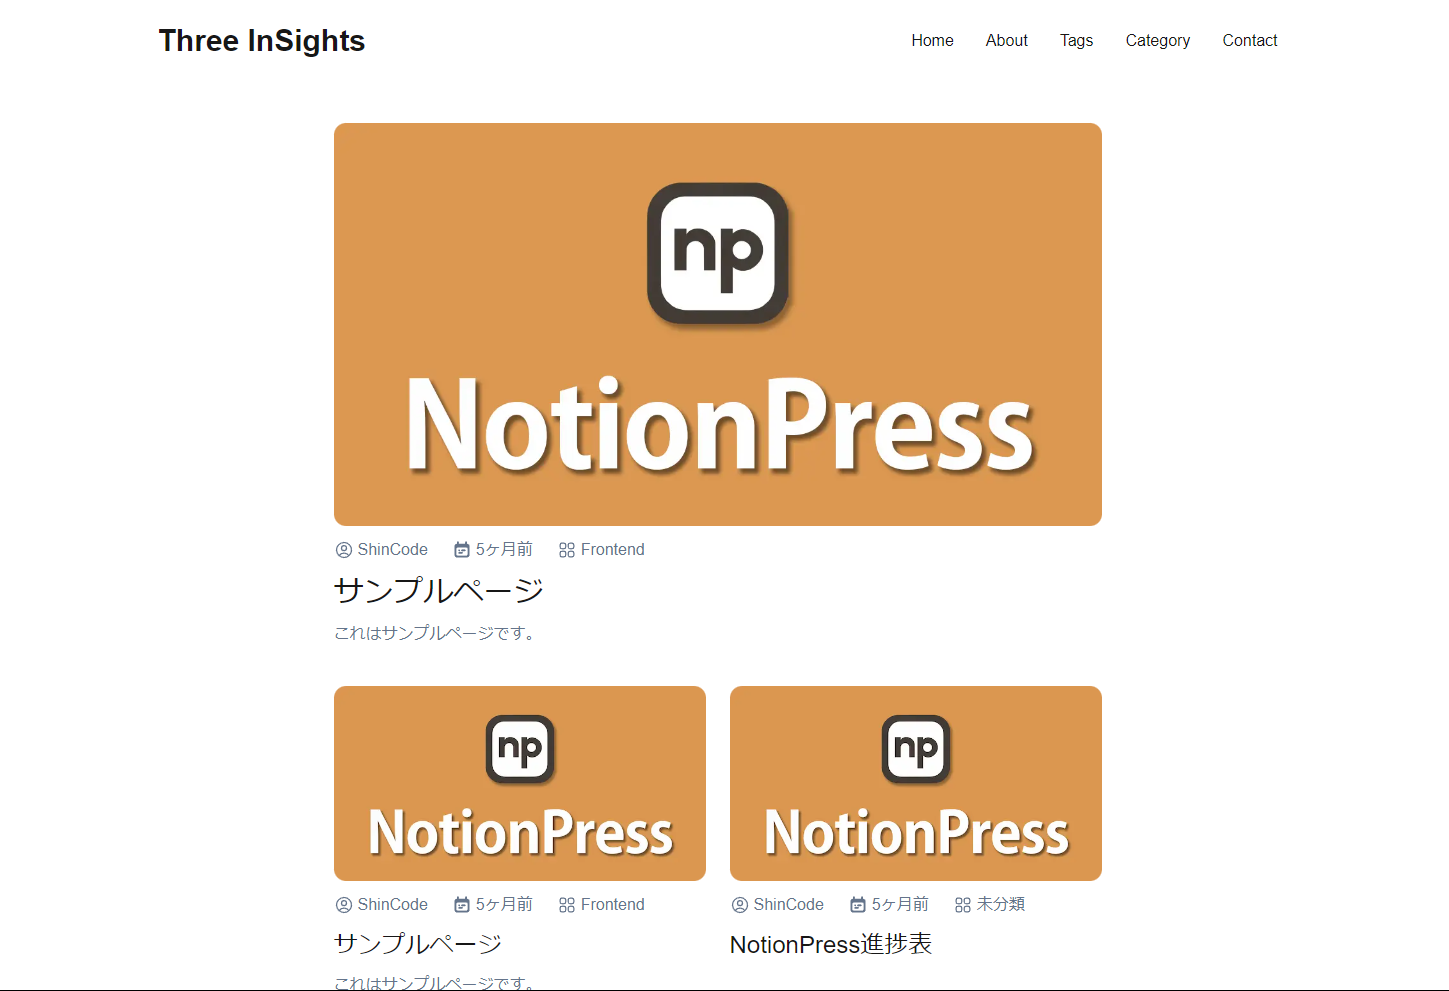 Three InSights
Home About Tags Category Contact
np
NotionPress
ShinCode 5ヶ月前 Frontend
サンプルページ
これはサンプルページです。
np
NotionPress
ShinCode 5ヶ月前 Frontend
サンプルページ
これはサンプルページです。
np
NotionPress
ShinCode 5ヶ月前 未分類
NotionPress進捗表